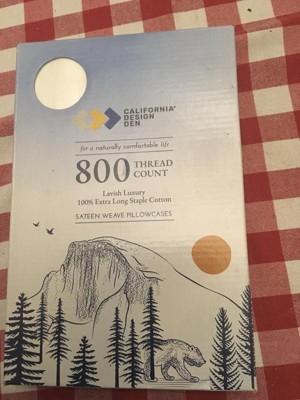 CALIFORNIA®
DESIGN
DEN
for a naturally comfortable life
800 THREAD
COUNT
Lavish Luxury
100% Extra Long Staple Cotton
SATEEN WEAVE PILLOWCASES